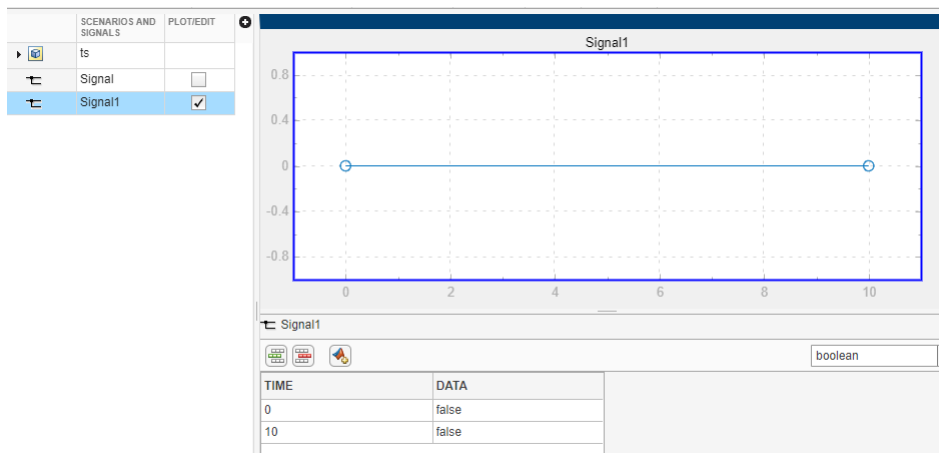 SCENARIOS AND SIGNALS PLOT/EDIT
ts
Signal
Signal1
Signal1
0.8
0.4
0
-0.4
-0.8
0 2 4 6 8 10
Signal1
boolean
TIME DATA
0 false
10 false